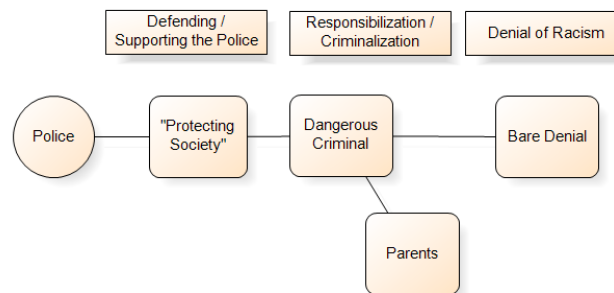 Defending /
Supporting the Police
Responsibilization /
Criminalization
Denial of Racism
Police
"Protecting
Society"
Dangerous
Criminal
Bare Denial
Parents